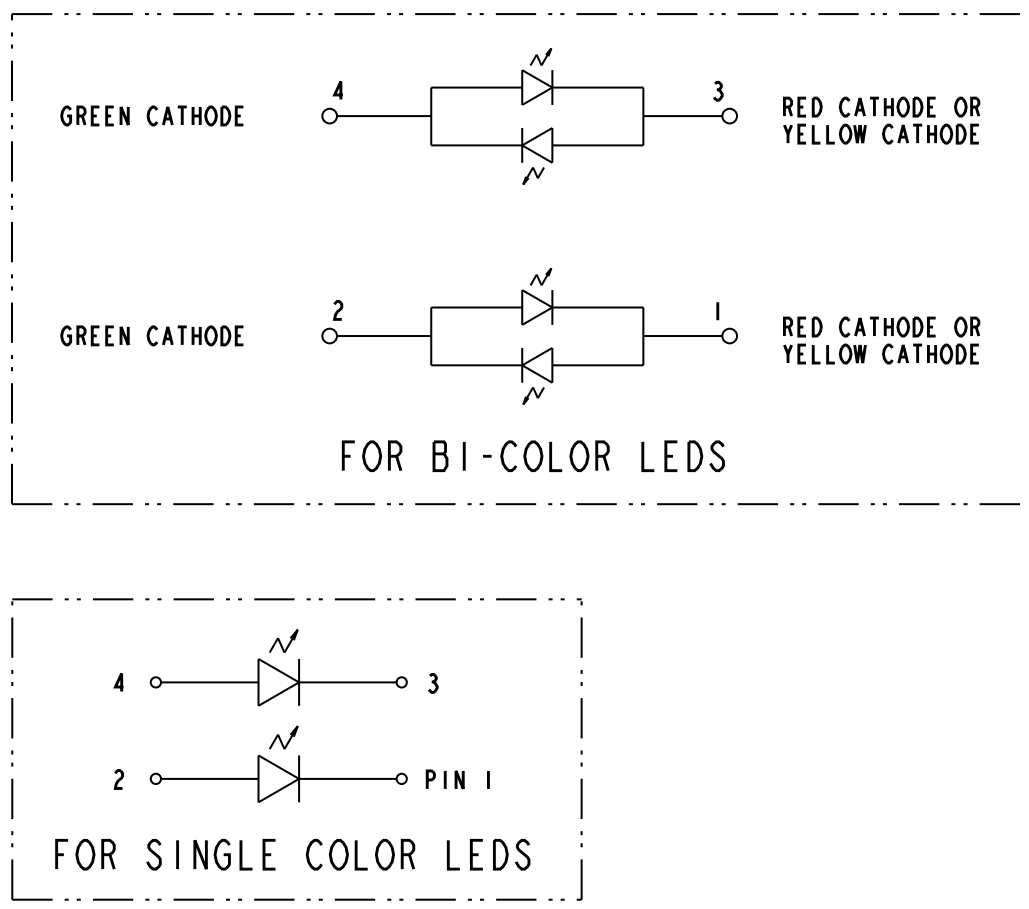 4 3
GREEN CATHODE RED CATHODE OR
YELLOW CATHODE
2 1
GREEN CATHODE RED CATHODE OR
YELLOW CATHODE
FOR BI-COLOR LEDS
4 3
2 PIN 1
FOR SINGLE COLOR LEDS